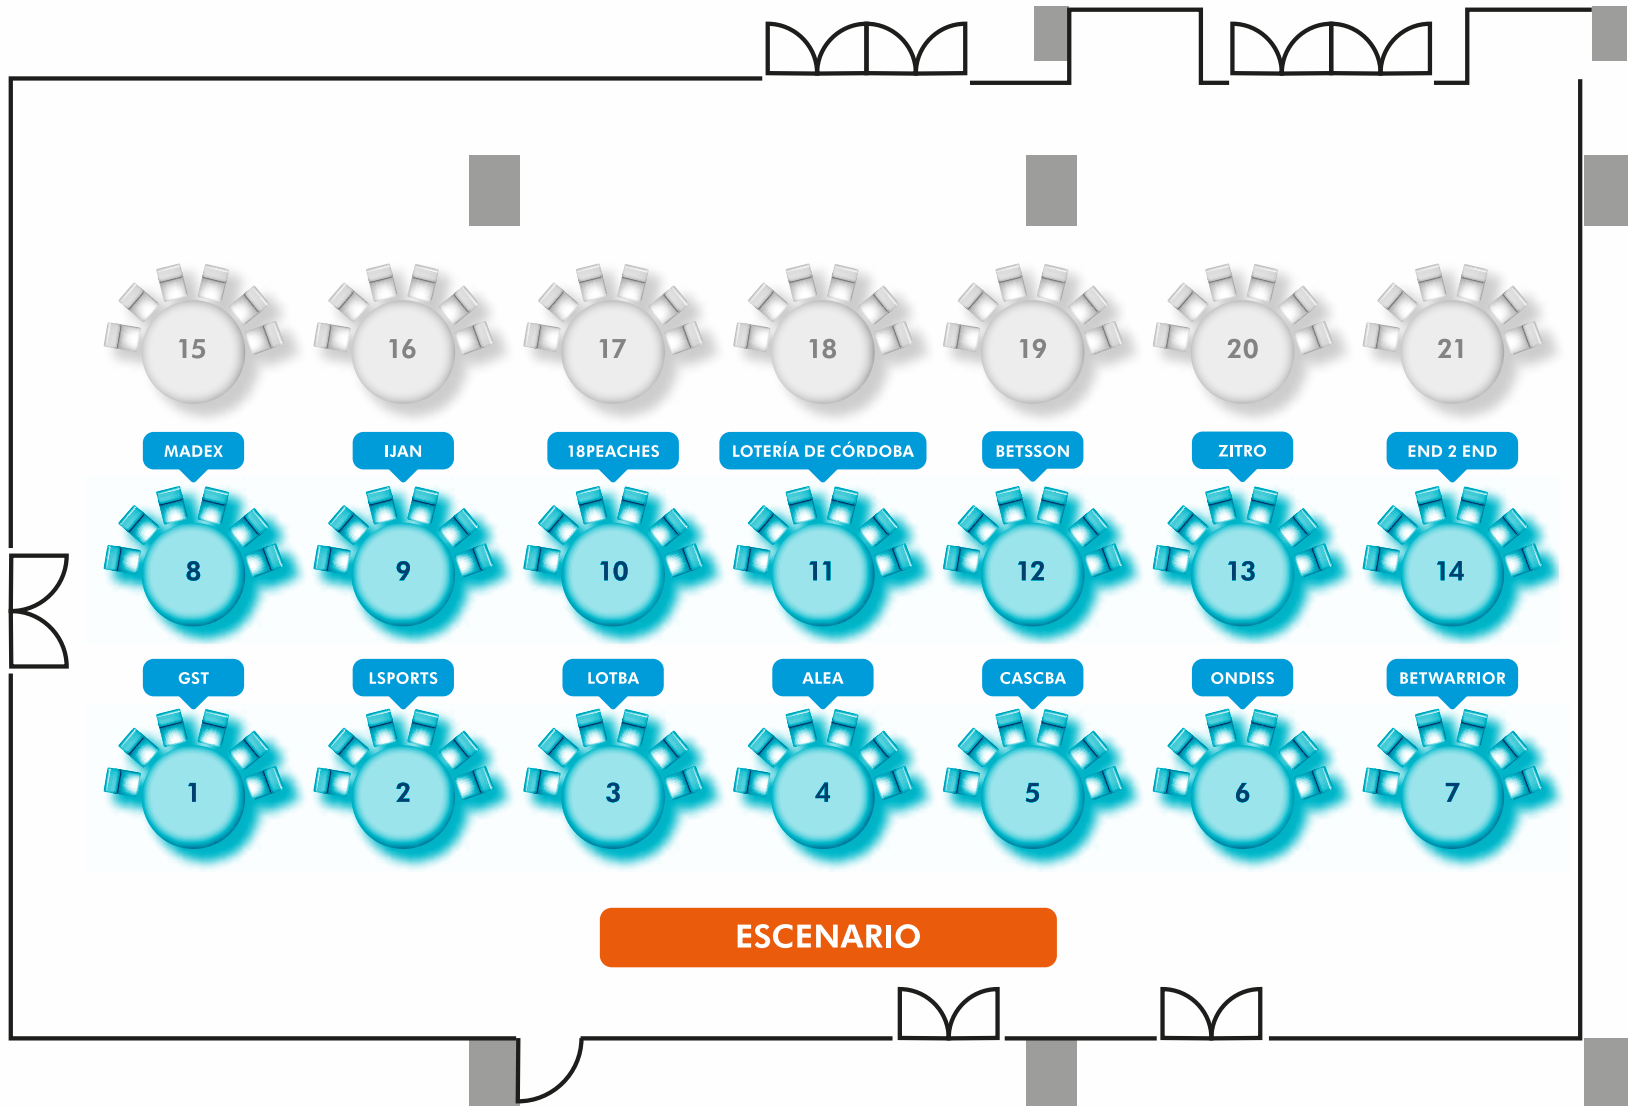 15 16 17 18 19 20 21
MADEX IJAN 18PEACHES LOTERÍA DE CÓRDOBA BETSSON ZITRO END 2 END
8 9 10 11 12 13 14
GST LSPORTS LOTBA ALEA CASCBA ONDISS BETWARRIOR
1 2 3 4 5 6 7
ESCENARIO